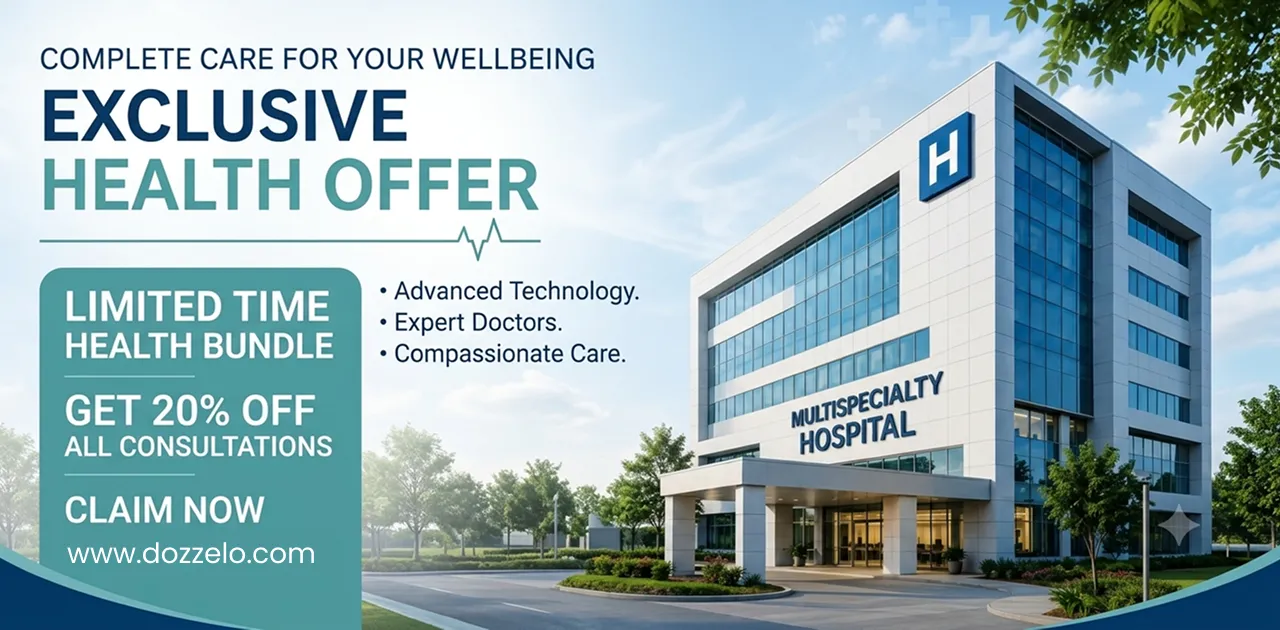 COMPLETE CARE FOR YOUR WELLBEING
EXCLUSIVE
HEALTH OFFER
LIMITED TIME
HEALTH BUNDLE
GET 20% OFF
ALL CONSULTATIONS
CLAIM NOW
www.dozzelo.com
• Advanced Technology.
• Expert Doctors.
• Compassionate Care.
H
MULTISPECIALTY
HOSPITAL